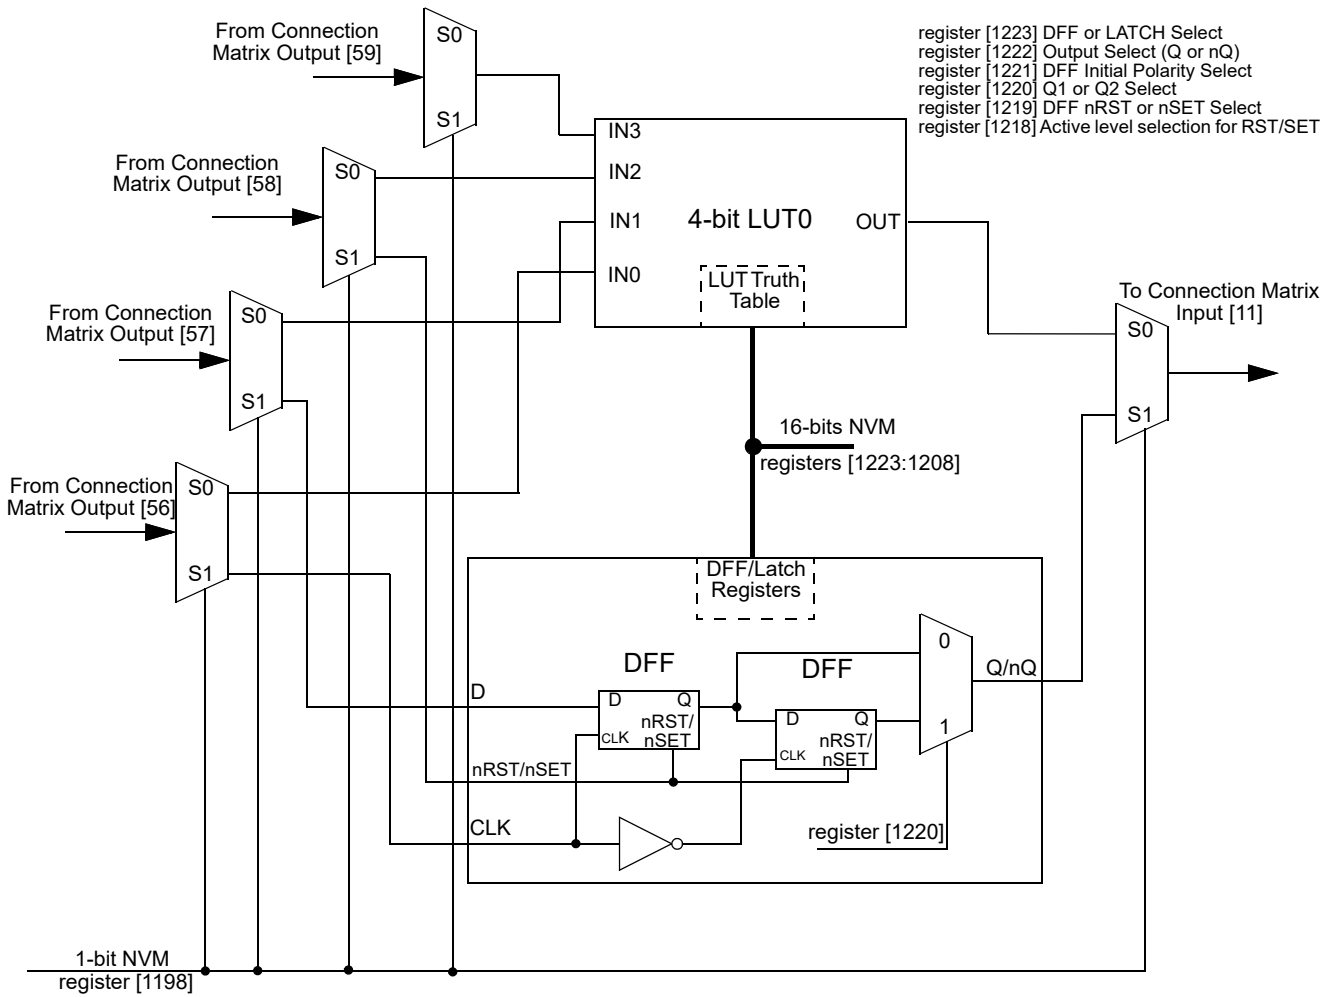 From Connection
Matrix Output [59]
S0
S1
register [1223] DFF or LATCH Select
register [1222] Output Select (Q or nQ)
register [1221] DFF Initial Polarity Select
register [1220] Q1 or Q2 Select
register [1219] DFF nRST or nSET Select
register [1218] Active level selection for RST/SET
From Connection
Matrix Output [58]
S0
S1
IN3
IN2
IN1
IN0
4-bit LUT0
OUT
LUT Truth
Table
From Connection
Matrix Output [57]
S0
S1
To Connection Matrix
Input [11]
S0
S1
16-bits NVM
registers [1223:1208]
From Connection
Matrix Output [56]
S0
S1
DFF/Latch
Registers
DFF
DFF
0
1
Q/nQ
D
D
Q
nRST/
nSET
CLK
D
Q
nRST/
nSET
CLK
nRST/nSET
CLK
register [1220]
1-bit NVM
register [1198]